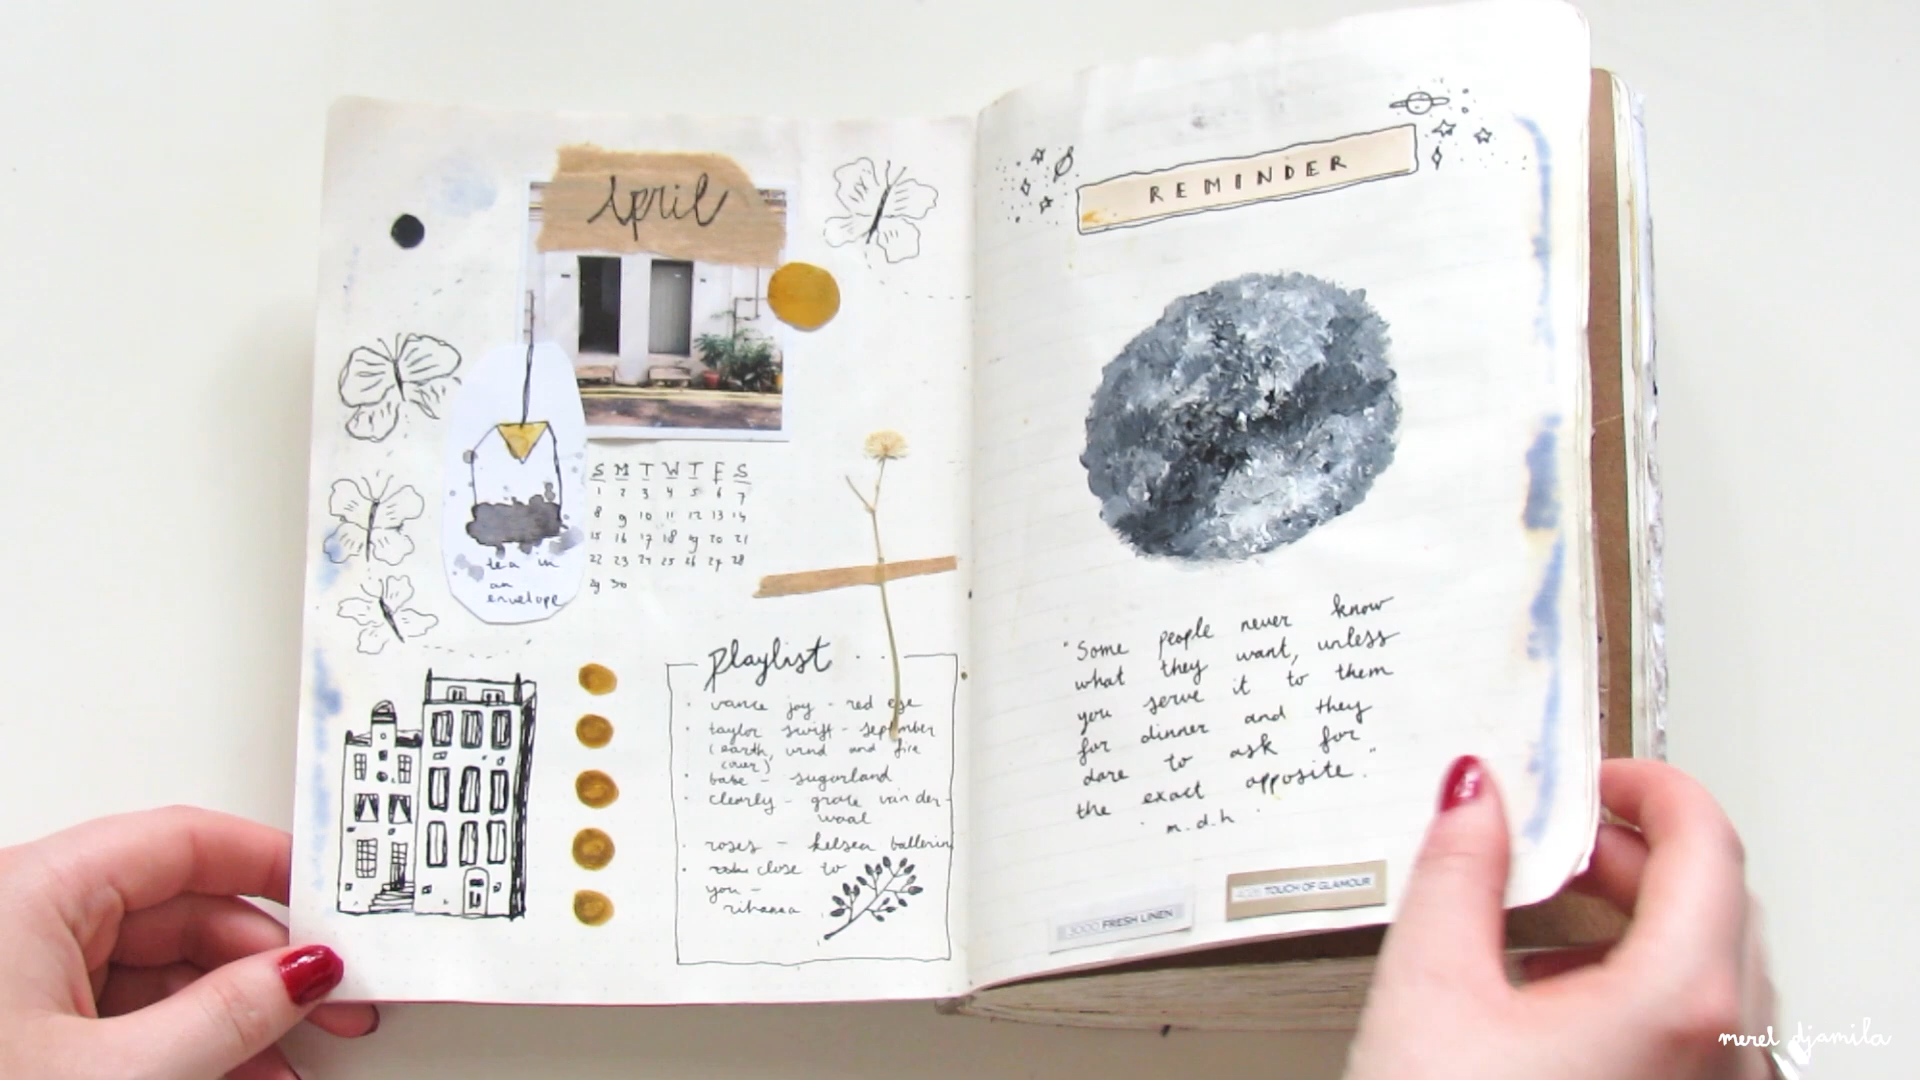 April
S M T W T F S
1 2 3 4 5 6 7
8 9 10 11 12 13 14
15 16 17 18 19 20 21
22 23 24 25 26 27 28
29 30
tea in
an
envelope
playlist
· vance joy - red eye
· taylor swift - september
(earth, wind and fire
cover)
· babe - sugarland
· clearly - grace van der-
waal
· roses - kelsea ballerin
· close to
you -
rihanna
REMINDER
"Some people never know
what they want, unless
you serve it to them
for dinner and they
dare to ask for
the exact opposite."
· m.d.h ·
3000 FRESH LINEN
TOUCH OF GLAMOUR
merel djamila